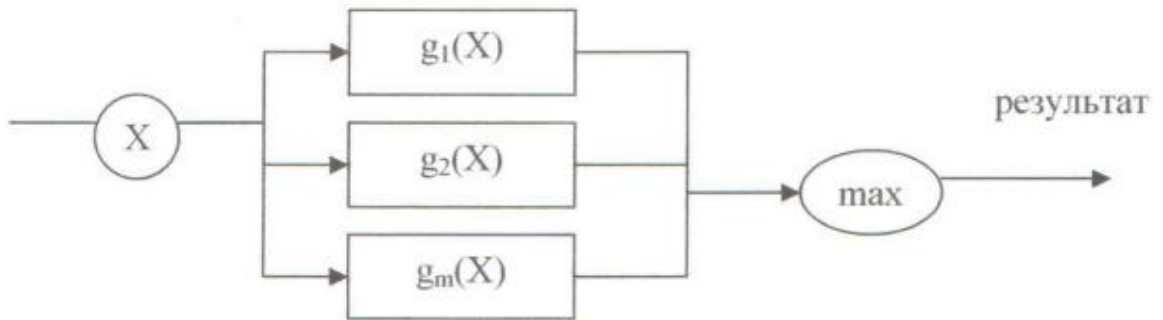 g₁(X)
результат
X
g₂(X)
max
gₘ(X)